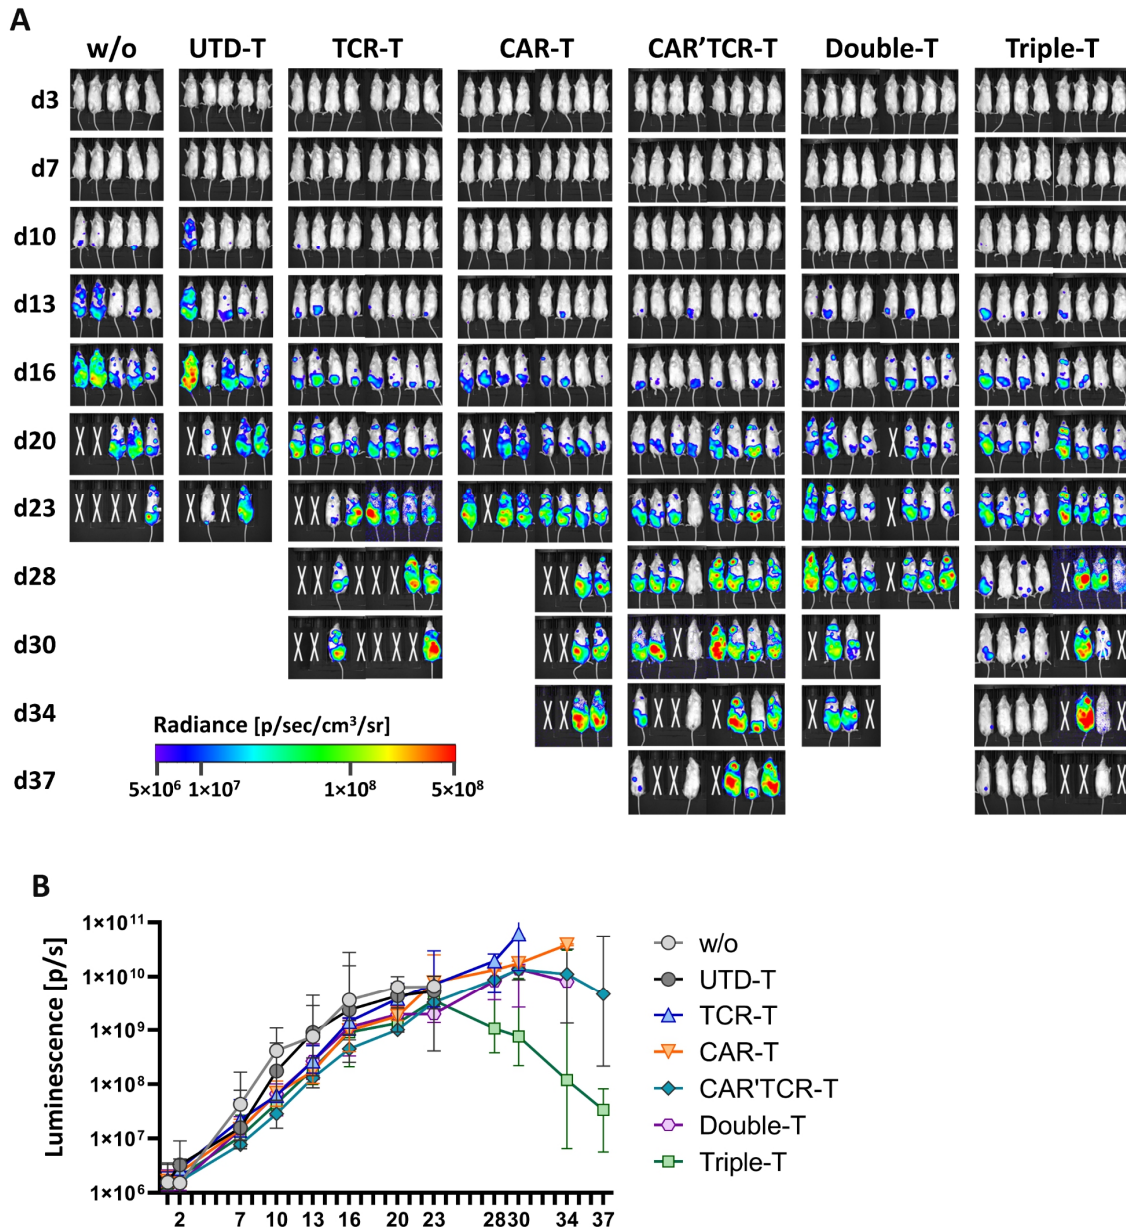 A
w/o UTD-T TCR-T CAR-T CAR'TCR-T Double-T Triple-T
d3
d7
d10
d13
d16
d20
X X X X X
d23
X X X X X X X X X X
d28
X X X X X X X X X
d30
X X X X X X X X X X X X X
d34
X X X X X X X X
Radiance [p/sec/cm³/sr]
5×10⁶ 1×10⁷ 1×10⁸ 5×10⁸
d37
X X X X X X
B
Luminescence [p/s]
1×10¹¹
1×10¹⁰
1×10⁹
1×10⁸
1×10⁷
1×10⁶
2 7 10 13 16 20 23 28 30 34 37
w/o
UTD-T
TCR-T
CAR-T
CAR'TCR-T
Double-T
Triple-T